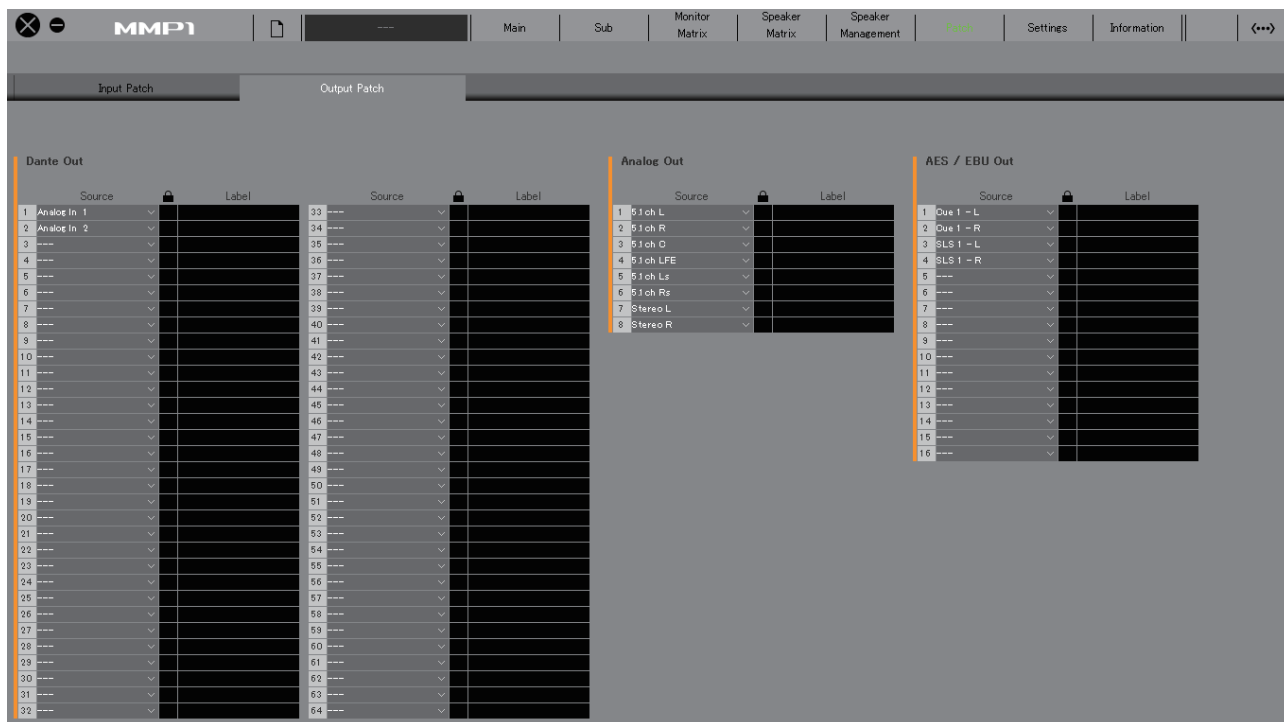 MMP1
---
Main
Sub
Monitor Matrix
Speaker Matrix
Speaker Management
Settings
Information
Input Patch
Output Patch
Dante Out
Source Label Source Label
1 Analog In 1
2 Analog In 2
3 ---
4 ---
5 ---
6 ---
7 ---
8 ---
9 ---
10 ---
11 ---
12 ---
13 ---
14 ---
15 ---
16 ---
17 ---
18 ---
19 ---
20 ---
21 ---
22 ---
23 ---
24 ---
25 ---
26 ---
27 ---
28 ---
29 ---
30 ---
31 ---
32 ---
33 ---
34 ---
35 ---
36 ---
37 ---
38 ---
39 ---
40 ---
41 ---
42 ---
43 ---
44 ---
45 ---
46 ---
47 ---
48 ---
49 ---
50 ---
51 ---
52 ---
53 ---
54 ---
55 ---
56 ---
57 ---
58 ---
59 ---
60 ---
61 ---
62 ---
63 ---
64 ---
Analog Out
Source Label
1 5.1ch L
2 5.1ch R
3 5.1ch C
4 5.1ch LFE
5 5.1ch Ls
6 5.1ch Rs
7 Stereo L
8 Stereo R
AES / EBU Out
Source Label
1 Cue 1 - L
2 Cue 1 - R
3 SLS 1 - L
4 SLS 1 - R
5 ---
6 ---
7 ---
8 ---
9 ---
10 ---
11 ---
12 ---
13 ---
14 ---
15 ---
16 ---